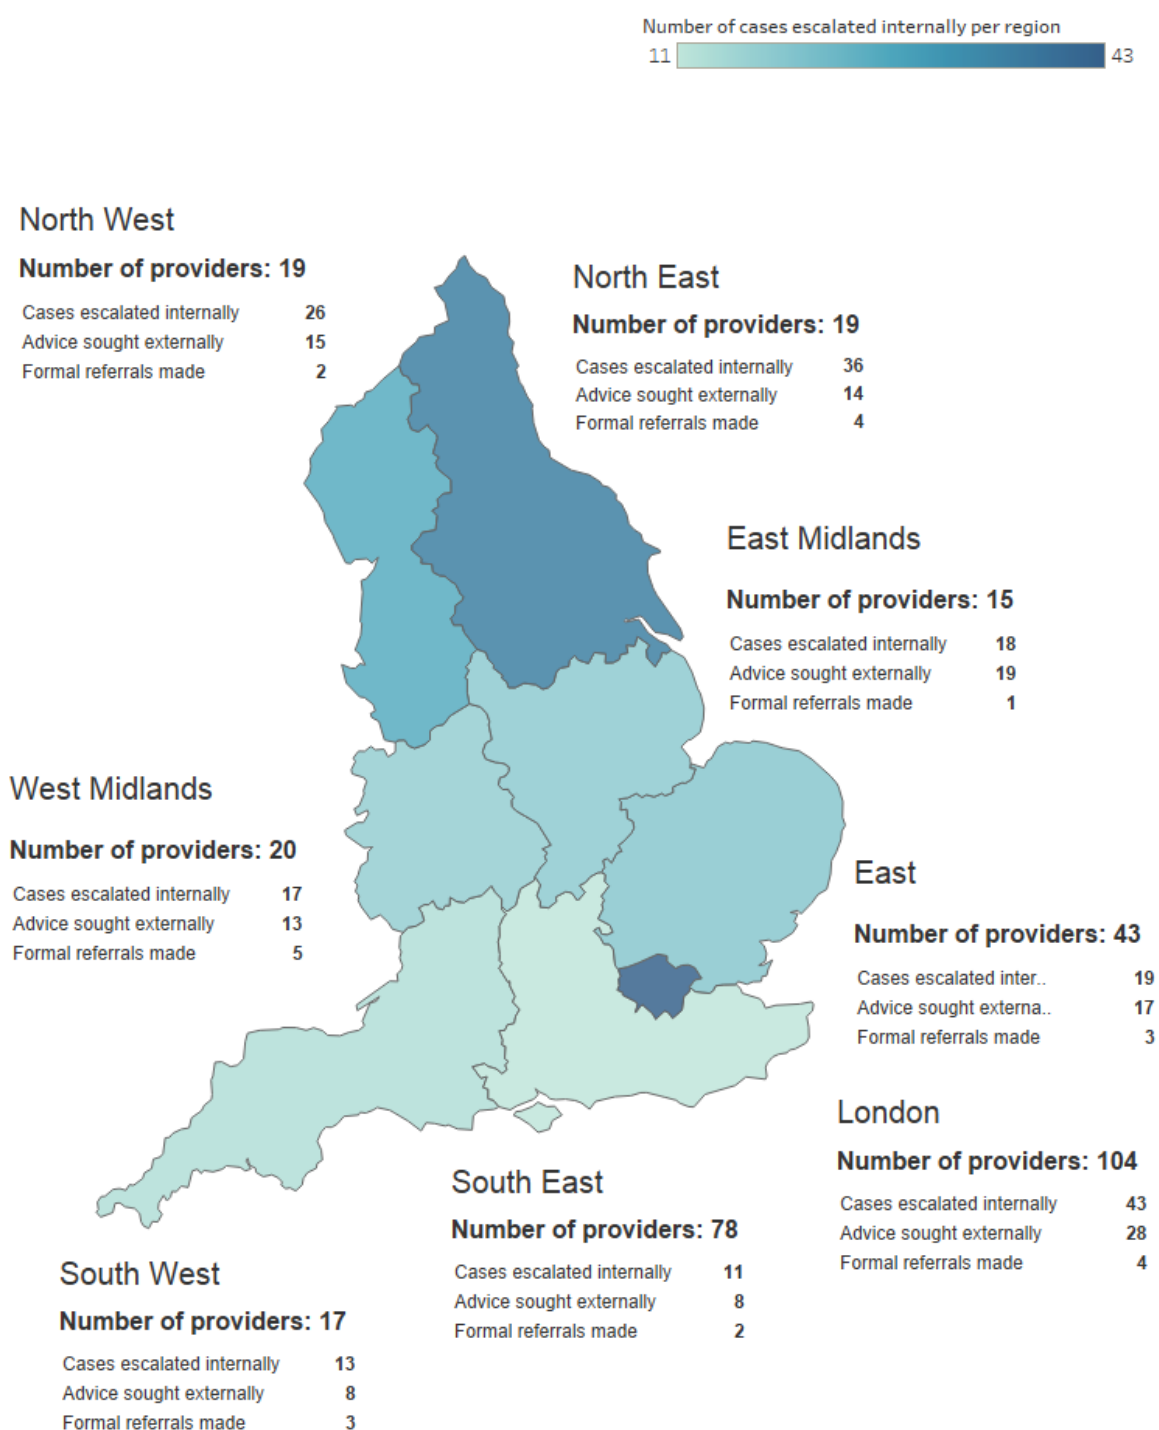 Number of cases escalated internally per region
11 43
North West
Number of providers: 19
Cases escalated internally 26
Advice sought externally 15
Formal referrals made 2
North East
Number of providers: 19
Cases escalated internally 36
Advice sought externally 14
Formal referrals made 4
East Midlands
Number of providers: 15
Cases escalated internally 18
Advice sought externally 19
Formal referrals made 1
West Midlands
Number of providers: 20
Cases escalated internally 17
Advice sought externally 13
Formal referrals made 5
East
Number of providers: 43
Cases escalated inter.. 19
Advice sought externa.. 17
Formal referrals made 3
London
Number of providers: 104
Cases escalated internally 43
Advice sought externally 28
Formal referrals made 4
South East
Number of providers: 78
Cases escalated internally 11
Advice sought externally 8
Formal referrals made 2
South West
Number of providers: 17
Cases escalated internally 13
Advice sought externally 8
Formal referrals made 3